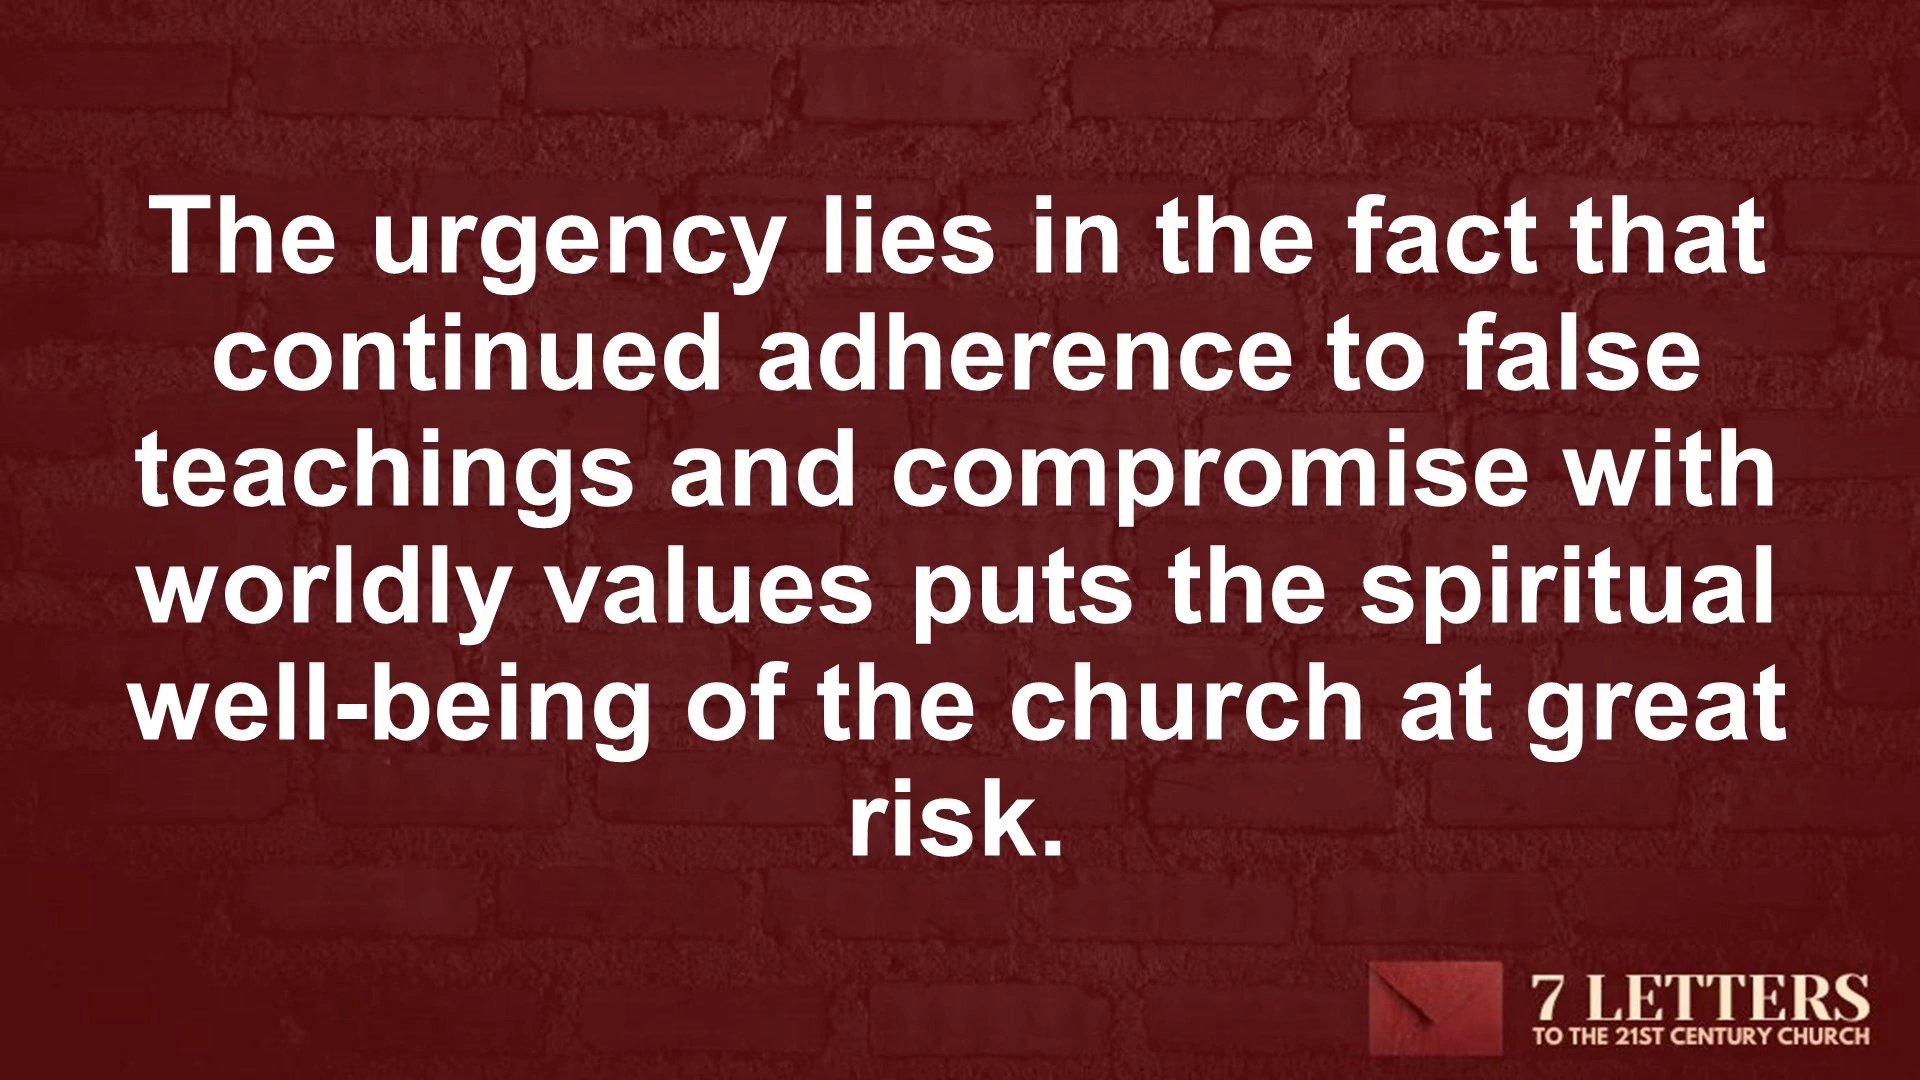 The urgency lies in the fact that
continued adherence to false
teachings and compromise with
worldly values puts the spiritual
well-being of the church at great
risk.
7 LETTERS
TO THE 21ST CENTURY CHURCH